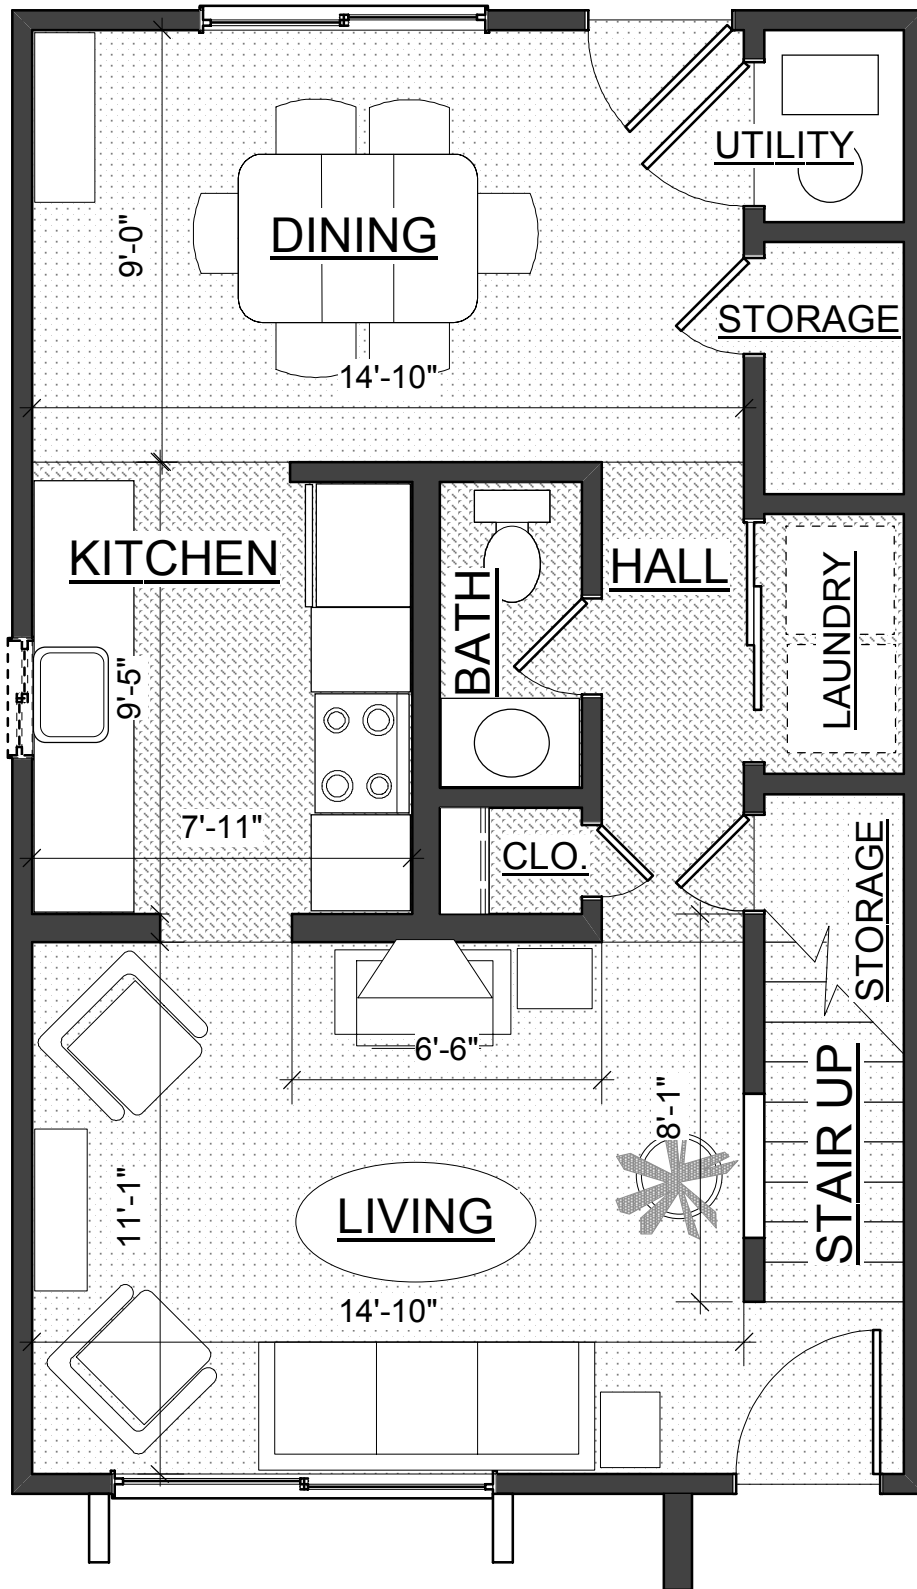 UTILITY
DINING
9'-0"
STORAGE
14'-10"
KITCHEN
HALL
BATH
LAUNDRY
9'-5"
7'-11"
CLO.
STORAGE
6'-6"
8'-1"
STAIR UP
11'-1"
LIVING
14'-10"